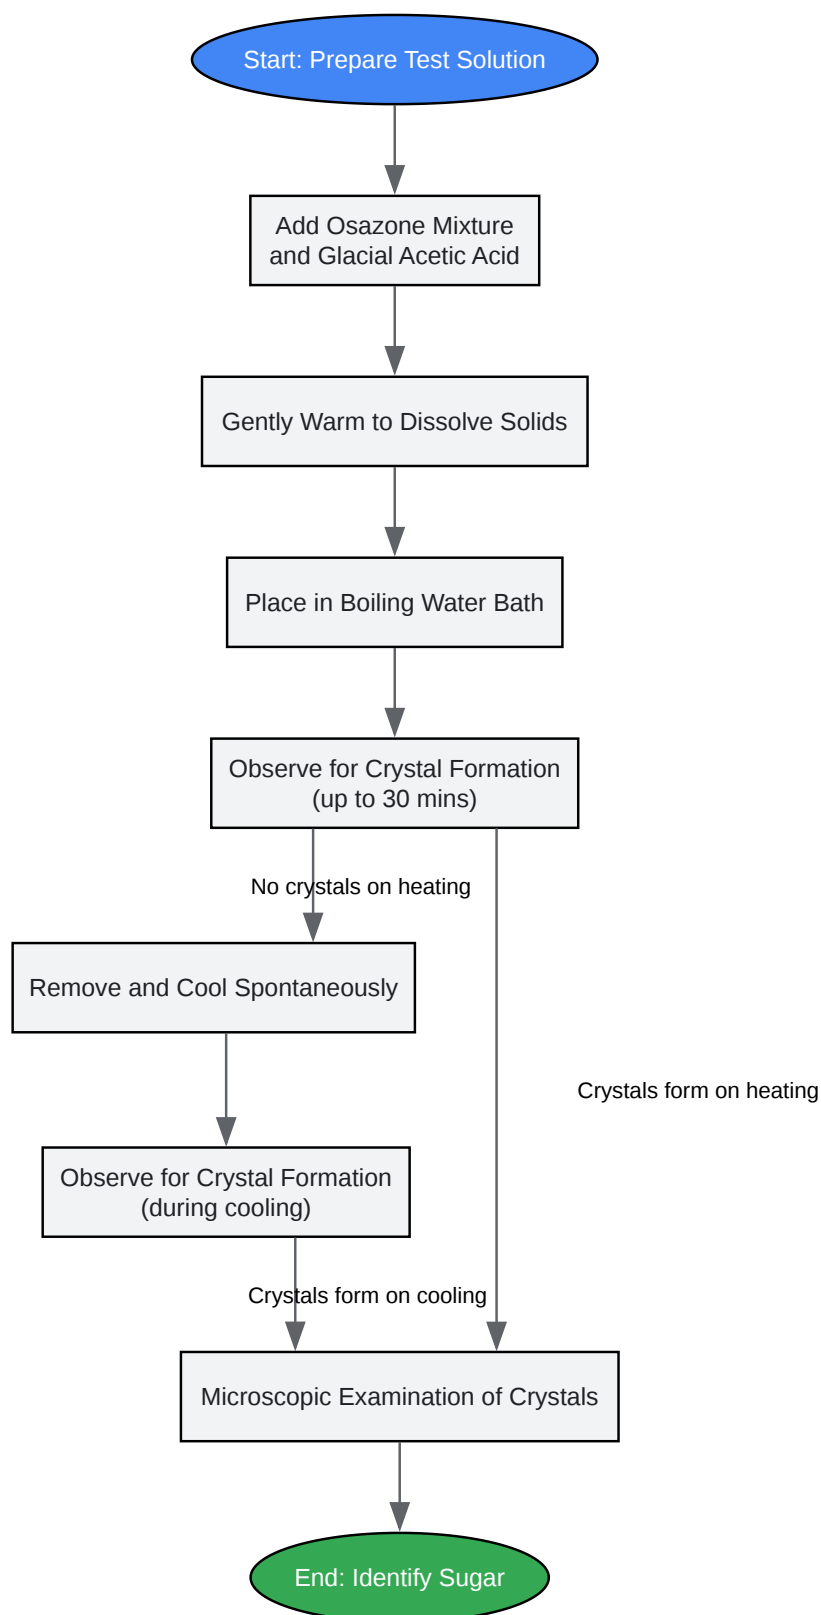 Start: Prepare Test Solution
Add Osazone Mixture
and Glacial Acetic Acid
Gently Warm to Dissolve Solids
Place in Boiling Water Bath
Observe for Crystal Formation
(up to 30 mins)
No crystals on heating
Remove and Cool Spontaneously
Crystals form on heating
Observe for Crystal Formation
(during cooling)
Crystals form on cooling
Microscopic Examination of Crystals
End: Identify Sugar